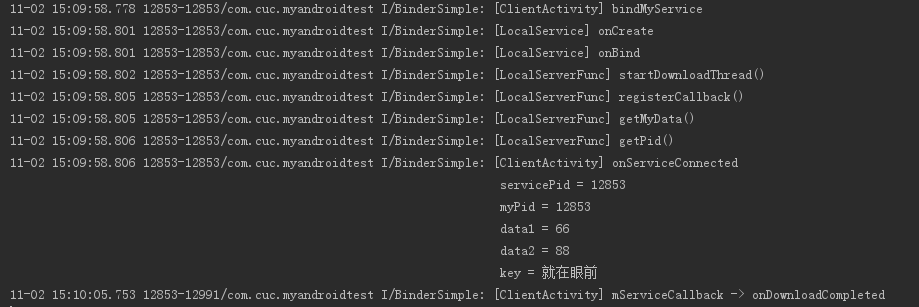 11-02 15:09:58.778 12853-12853/com.cuc.myandroidtest I/BinderSimple: [ClientActivity] bindMyService
11-02 15:09:58.801 12853-12853/com.cuc.myandroidtest I/BinderSimple: [LocalService] onCreate
11-02 15:09:58.801 12853-12853/com.cuc.myandroidtest I/BinderSimple: [LocalService] onBind
11-02 15:09:58.802 12853-12853/com.cuc.myandroidtest I/BinderSimple: [LocalServerFunc] startDownloadThread()
11-02 15:09:58.805 12853-12853/com.cuc.myandroidtest I/BinderSimple: [LocalServerFunc] registerCallback()
11-02 15:09:58.805 12853-12853/com.cuc.myandroidtest I/BinderSimple: [LocalServerFunc] getMyData()
11-02 15:09:58.806 12853-12853/com.cuc.myandroidtest I/BinderSimple: [LocalServerFunc] getPid()
11-02 15:09:58.806 12853-12853/com.cuc.myandroidtest I/BinderSimple: [ClientActivity] onServiceConnected
servicePid = 12853
myPid = 12853
data1 = 66
data2 = 88
key = 就在眼前
11-02 15:10:05.753 12853-12991/com.cuc.myandroidtest I/BinderSimple: [ClientActivity] mServiceCallback -> onDownloadCompleted